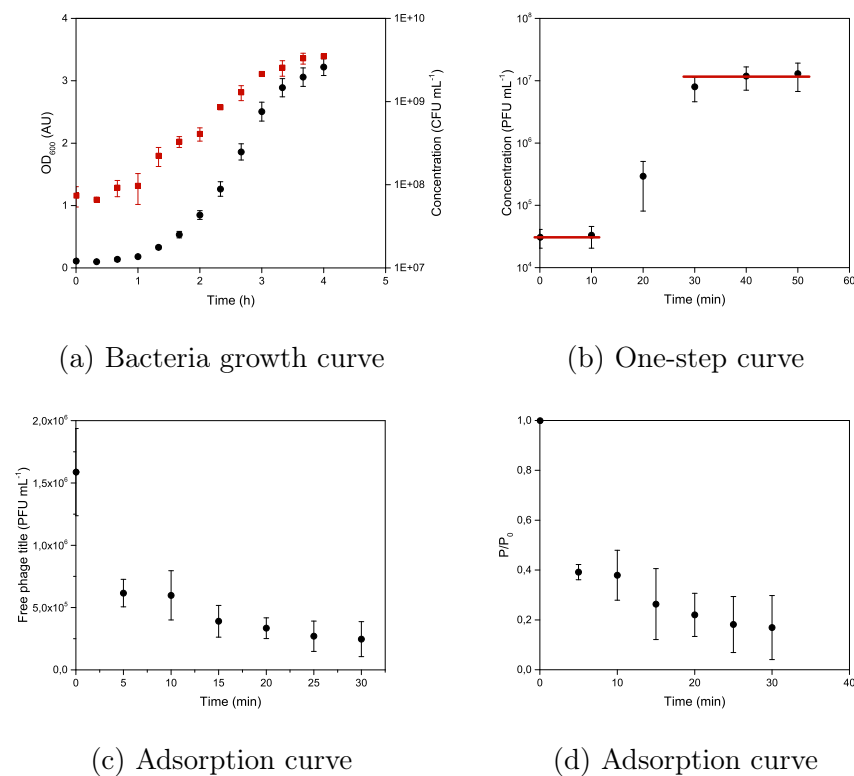 4
3
2
1
0
OD600 (AU)
1E+10
1E+09
1E+08
1E+07
Concentration (CFU mL-1)
0 1 2 3 4 5
Time (h)
(a) Bacteria growth curve
10^8
10^7
10^6
10^5
10^4
Concentration (PFU mL-1)
0 10 20 30 40 50 60
Time (min)
(b) One-step curve
2,0x10^6
1,5x10^6
1,0x10^6
5,0x10^5
0,0
Free phage title (PFU mL-1)
0 5 10 15 20 25 30
Time (min)
(c) Adsorption curve
1,0
0,8
0,6
0,4
0,2
0,0
P/P0
0 10 20 30 40
Time (min)
(d) Adsorption curve